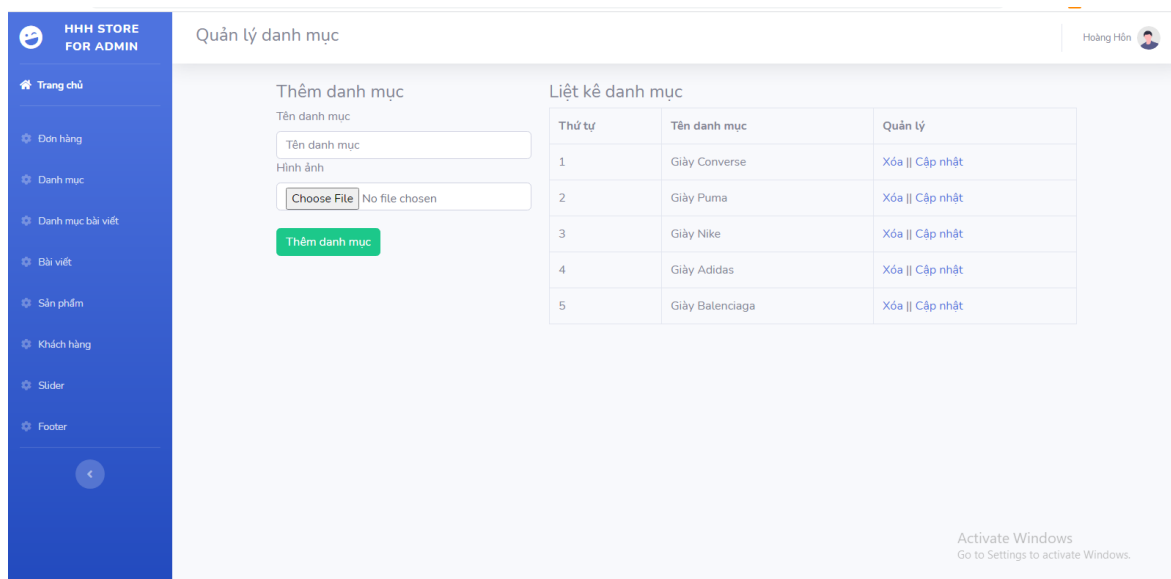 HHH STORE
FOR ADMIN
Trang chủ
Đơn hàng
Danh mục
Danh mục bài viết
Bài viết
Sản phẩm
Khách hàng
Slider
Footer
Quản lý danh mục
Hoàng Hôn
Thêm danh mục
Tên danh mục
Tên danh mục
Hình ảnh
Choose File No file chosen
Thêm danh mục
Liệt kê danh mục
Thứ tự Tên danh mục Quản lý
1 Giày Converse Xóa || Cập nhật
2 Giày Puma Xóa || Cập nhật
3 Giày Nike Xóa || Cập nhật
4 Giày Adidas Xóa || Cập nhật
5 Giày Balenciaga Xóa || Cập nhật
Activate Windows
Go to Settings to activate Windows.